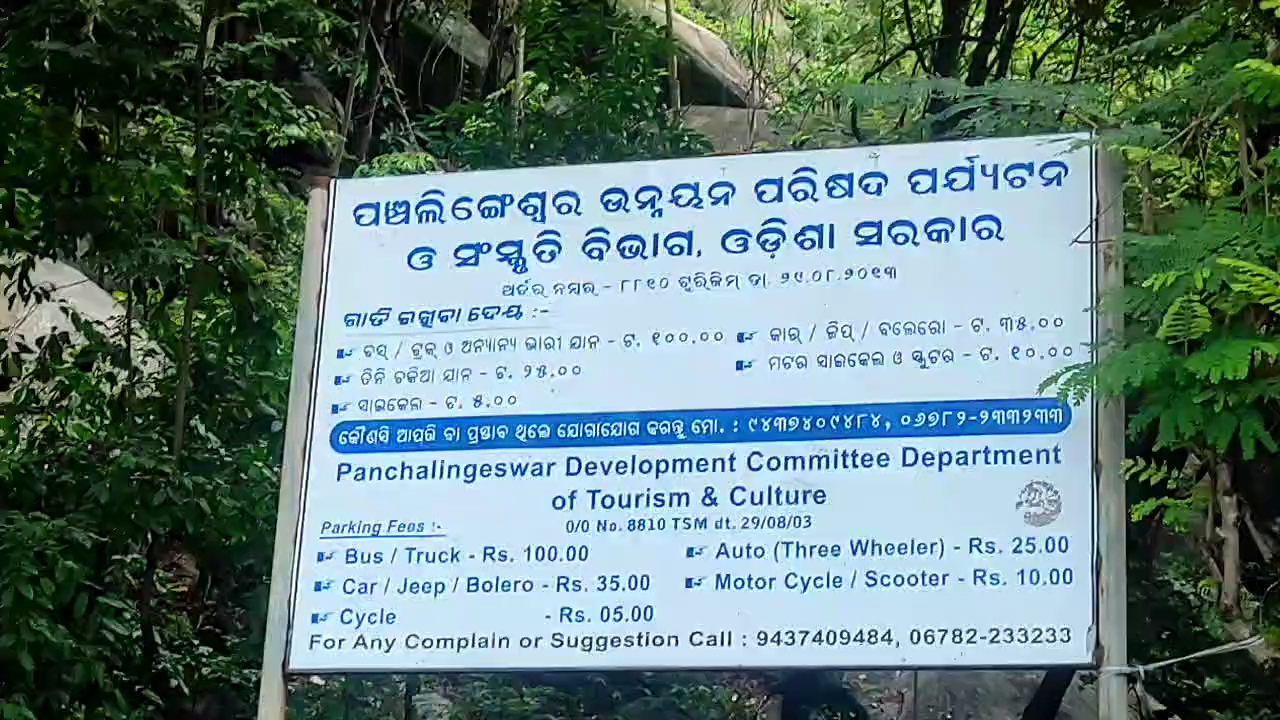 ପଞ୍ଚଲିଙ୍ଗେଶ୍ୱର ଉନ୍ନୟନ ପରିଷଦ ପର୍ଯ୍ୟଟନ
ଓ ସଂସ୍କୃତି ବିଭାଗ, ଓଡ଼ିଶା ସରକାର
ଅର୍ଡର ନମ୍ବର - ୮୮୧୦ ଟୁରିଜିମ୍ ତା. ୨୯.୦୮.୨୦୧୩
ଗାଡି ରଖିବା ଦେୟ :-
ବସ୍ / ଟ୍ରକ୍ ଓ ଅନ୍ୟାନ୍ୟ ଭାରୀ ଯାନ - ଟ. ୧୦୦.୦୦ କାର୍ / ଜିପ୍ / ବଲେରୋ - ଟ. ୩୫.୦୦
ତିନି ଚକିଆ ଯାନ - ଟ. ୨୫.୦୦ ମଟର ସାଇକେଲ ଓ ସ୍କୁଟର - ଟ. ୧୦.୦୦
ସାଇକେଲ - ଟ. ୫.୦୦
କୌଣସି ଆପତ୍ତି ବା ପ୍ରସ୍ତାବ ଥିଲେ ଯୋଗାଯୋଗ କରନ୍ତୁ ମୋ. : ୯୪୩୭୪୦୯୪୮୪, ୦୬୭୮୨-୨୩୩୨୩୩
Panchalingeswar Development Committee Department
of Tourism & Culture
0/0 No. 8810 TSM dt. 29/08/03
Parking Fees :-
Bus / Truck - Rs. 100.00 Auto (Three Wheeler) - Rs. 25.00
Car / Jeep / Bolero - Rs. 35.00 Motor Cycle / Scooter - Rs. 10.00
Cycle - Rs. 05.00
For Any Complain or Suggestion Call : 9437409484, 06782-233233